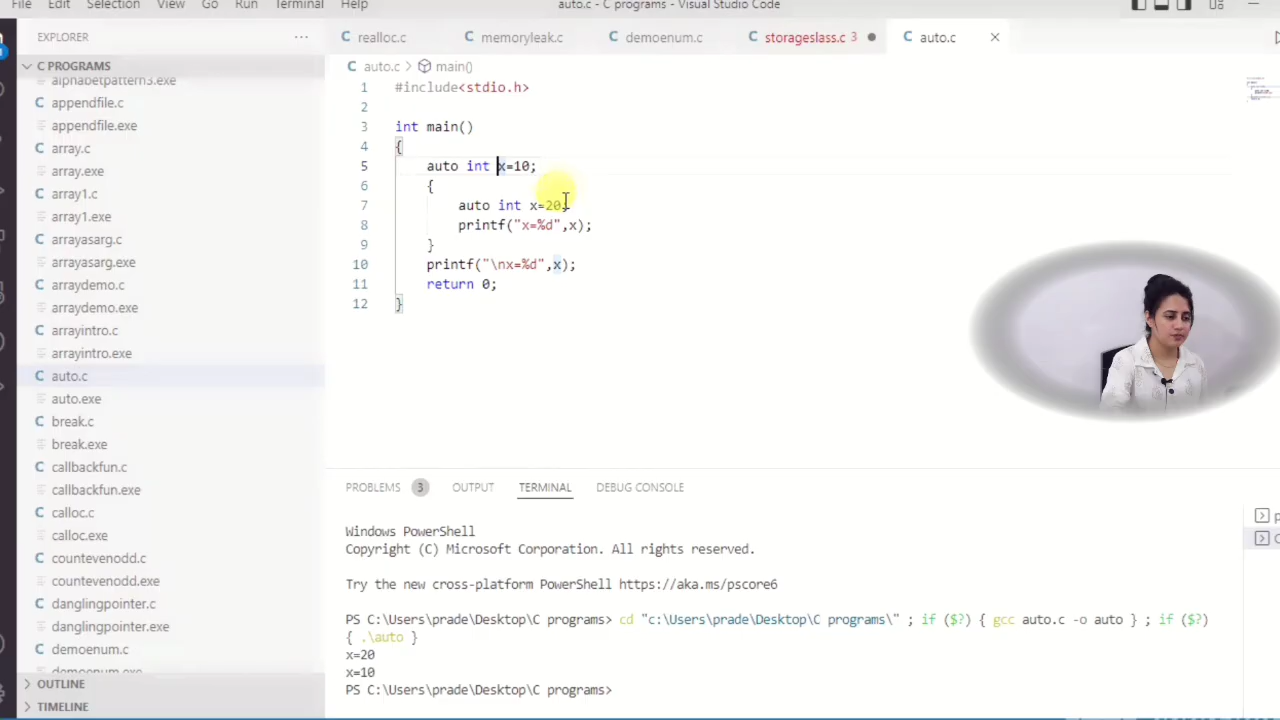 File Edit Selection View Go Run Terminal Help
auto.c - C programs - Visual Studio Code
EXPLORER
realloc.c
memoryleak.c
demoenum.c
storageslass.c 3
auto.c
C PROGRAMS
auto.c > main()
alphabetpattern3.exe
appendfile.c
appendfile.exe
array.c
array.exe
array1.c
array1.exe
arrayasarg.c
arrayasarg.exe
arraydemo.c
arraydemo.exe
arrayintro.c
arrayintro.exe
auto.c
auto.exe
break.c
break.exe
callbackfun.c
callbackfun.exe
calloc.c
calloc.exe
countevenodd.c
countevenodd.exe
danglingpointer.c
danglingpointer.exe
demoenum.c
demoenum.exe
OUTLINE
TIMELINE
1 #include<stdio.h>
2
3 int main()
4 {
5 auto int x=10;
6 {
7 auto int x=20;
8 printf("x=%d",x);
9 }
10 printf("\nx=%d",x);
11 return 0;
12 }
PROBLEMS 3 OUTPUT TERMINAL DEBUG CONSOLE
Windows PowerShell
Copyright (C) Microsoft Corporation. All rights reserved.
Try the new cross-platform PowerShell https://aka.ms/pscore6
PS C:\Users\prade\Desktop\C programs> cd "c:\Users\prade\Desktop\C programs\" ; if ($?) { gcc auto.c -o auto } ; if ($?)
{ .\auto }
x=20
x=10
PS C:\Users\prade\Desktop\C programs>